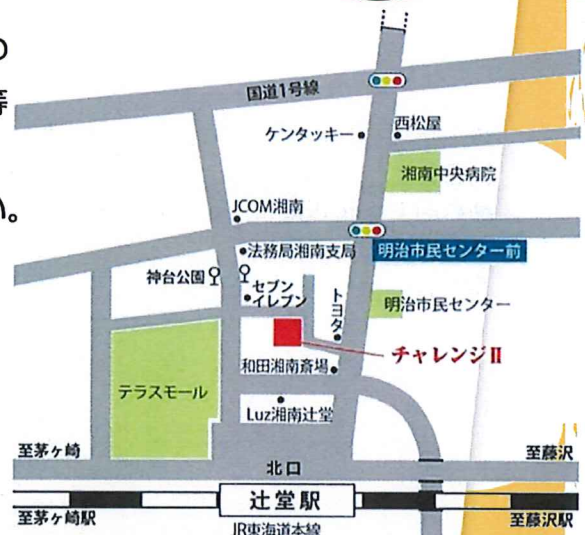 の
等
い。
国道1号線
ケンタッキー
西松屋
湘南中央病院
JCOM湘南
法務局湘南支局
明治市民センター前
神台公園
セブン
イレブン
トヨタ
明治市民センター
チャレンジⅡ
和田湘南斎場
テラスモール
Luz湘南辻堂
至茅ヶ崎
至藤沢
北口
辻堂駅
至茅ヶ崎駅
至藤沢駅
JR東海道本線